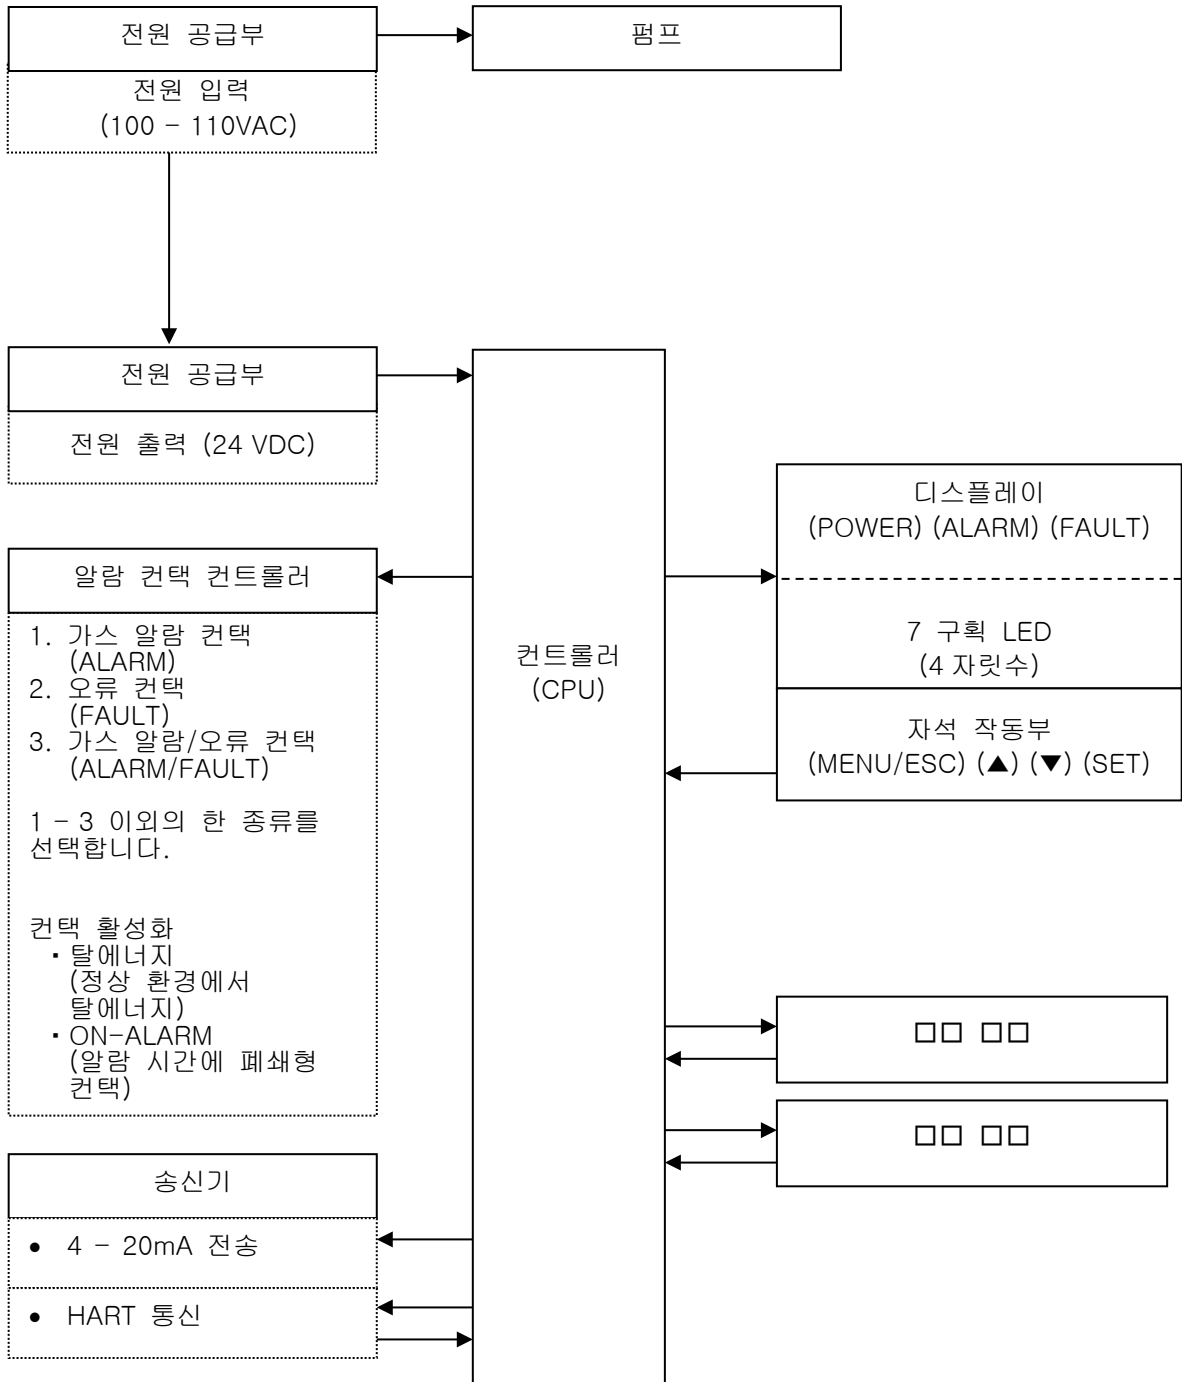 전원 공급부
펌프
전원 입력
(100 - 110VAC)
전원 공급부
전원 출력 (24 VDC)
디스플레이
(POWER) (ALARM) (FAULT)
7 구획 LED
(4 자릿수)
자석 작동부
(MENU/ESC) (▲) (▼) (SET)
알람 컨택 컨트롤러
1. 가스 알람 컨택
(ALARM)
2. 오류 컨택
(FAULT)
3. 가스 알람/오류 컨택
(ALARM/FAULT)
1 - 3 이외의 한 종류를
선택합니다.
컨택 활성화
・탈에너지
(정상 환경에서
탈에너지)
・ON-ALARM
(알람 시간에 폐쇄형
컨택)
컨트롤러
(CPU)
□□ □□
□□ □□
송신기
• 4 - 20mA 전송
• HART 통신